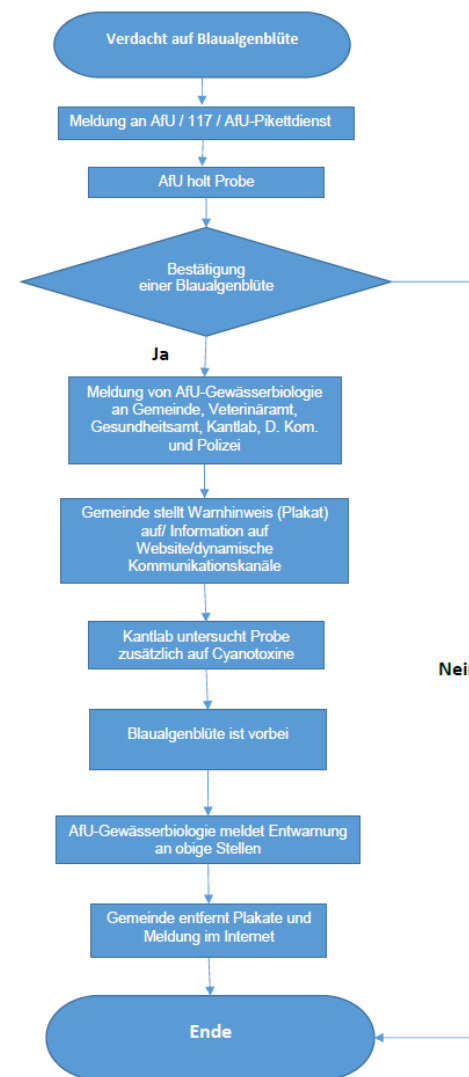 Verdacht auf Blaualgenblüte
Meldung an AfU / 117 / AfU-Pikettdienst
AfU holt Probe
Bestätigung
einer Blaualgenblüte
Ja
Meldung von AfU-Gewässerbiologie
an Gemeinde, Veterinäramt,
Gesundheitsamt, Kantlab, D. Kom.
und Polizei
Gemeinde stellt Warnhinweis (Plakat)
auf/ Information auf
Website/dynamische
Kommunikationskanäle
Kantlab untersucht Probe
zusätzlich auf Cyanotoxine
Blaualgenblüte ist vorbei
AfU-Gewässerbiologie meldet Entwarnung
an obige Stellen
Gemeinde entfernt Plakate und
Meldung im Internet
Ende